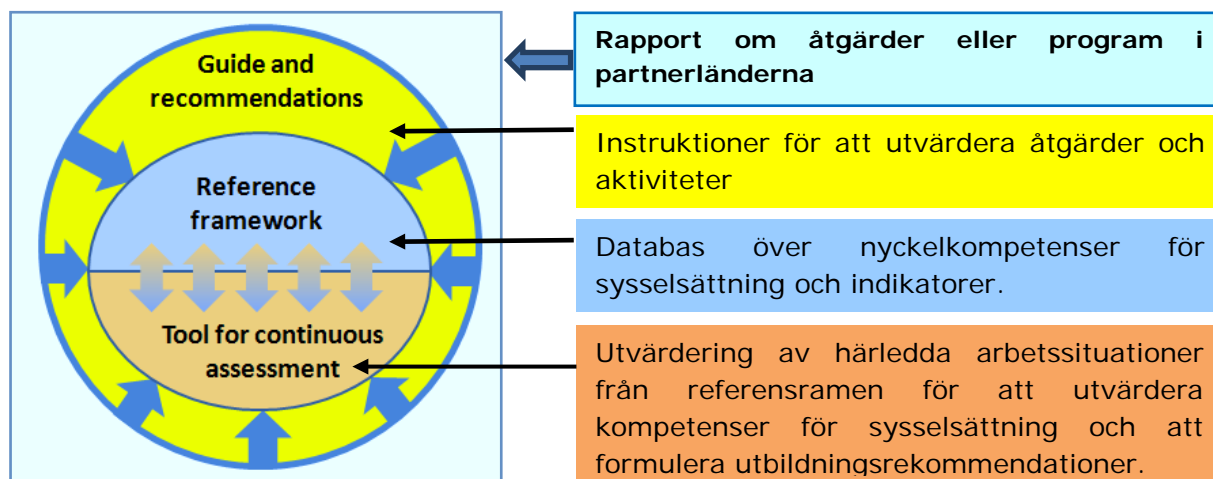 Guide and
recommendations
Reference
framework
Tool for continuous
assessment
Rapport om åtgärder eller program i
partnerländerna
Instruktioner för att utvärdera åtgärder och
aktiviteter
Databas över nyckelkompetenser för
sysselsättning och indikatorer.
Utvärdering av härledda arbetssituationer
från referensramen för att utvärdera
kompetenser för sysselsättning och att
formulera utbildningsrekommendationer.